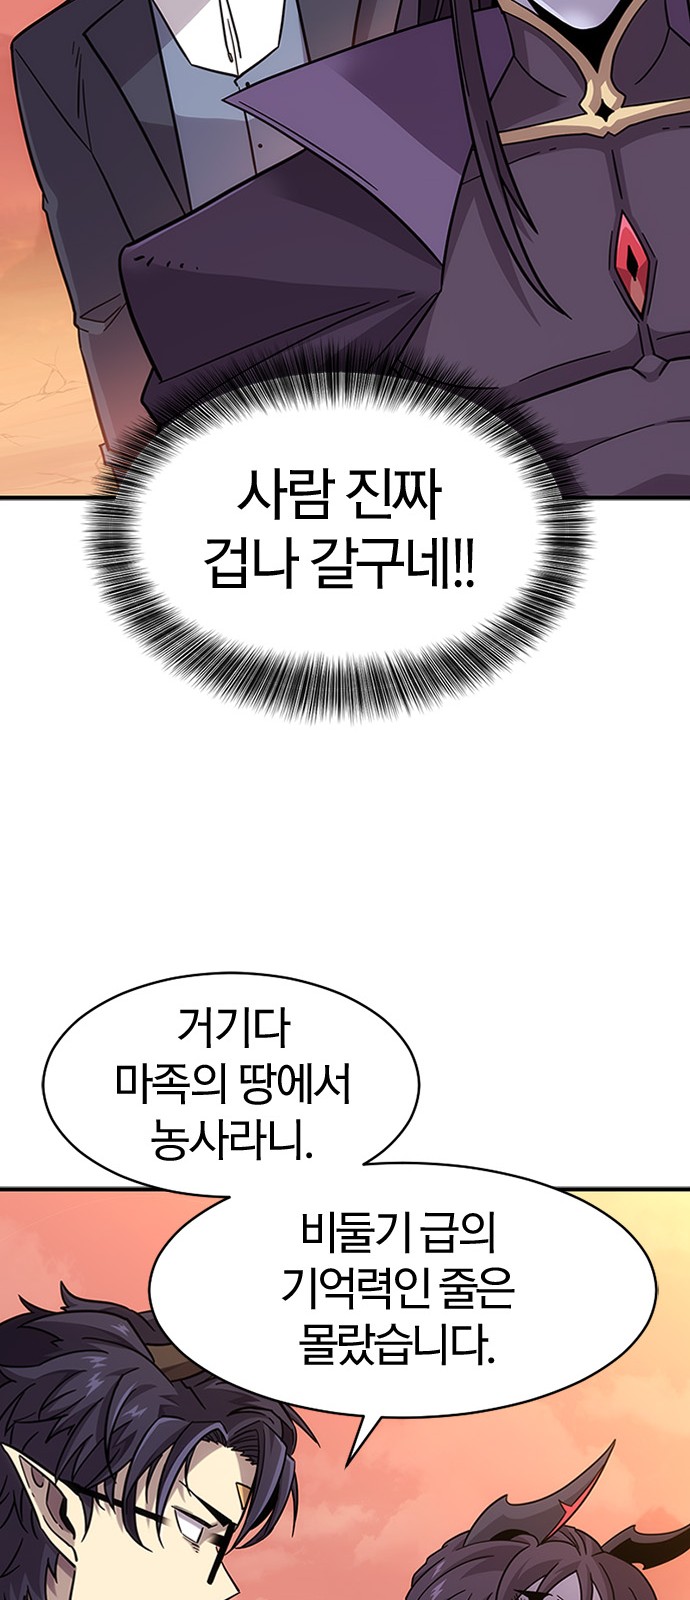 사람 진짜
겁나 갈구네!!
거기다
마족의 땅에서
농사라니.
비둘기 급의
기억력인 줄은
몰랐습니다.